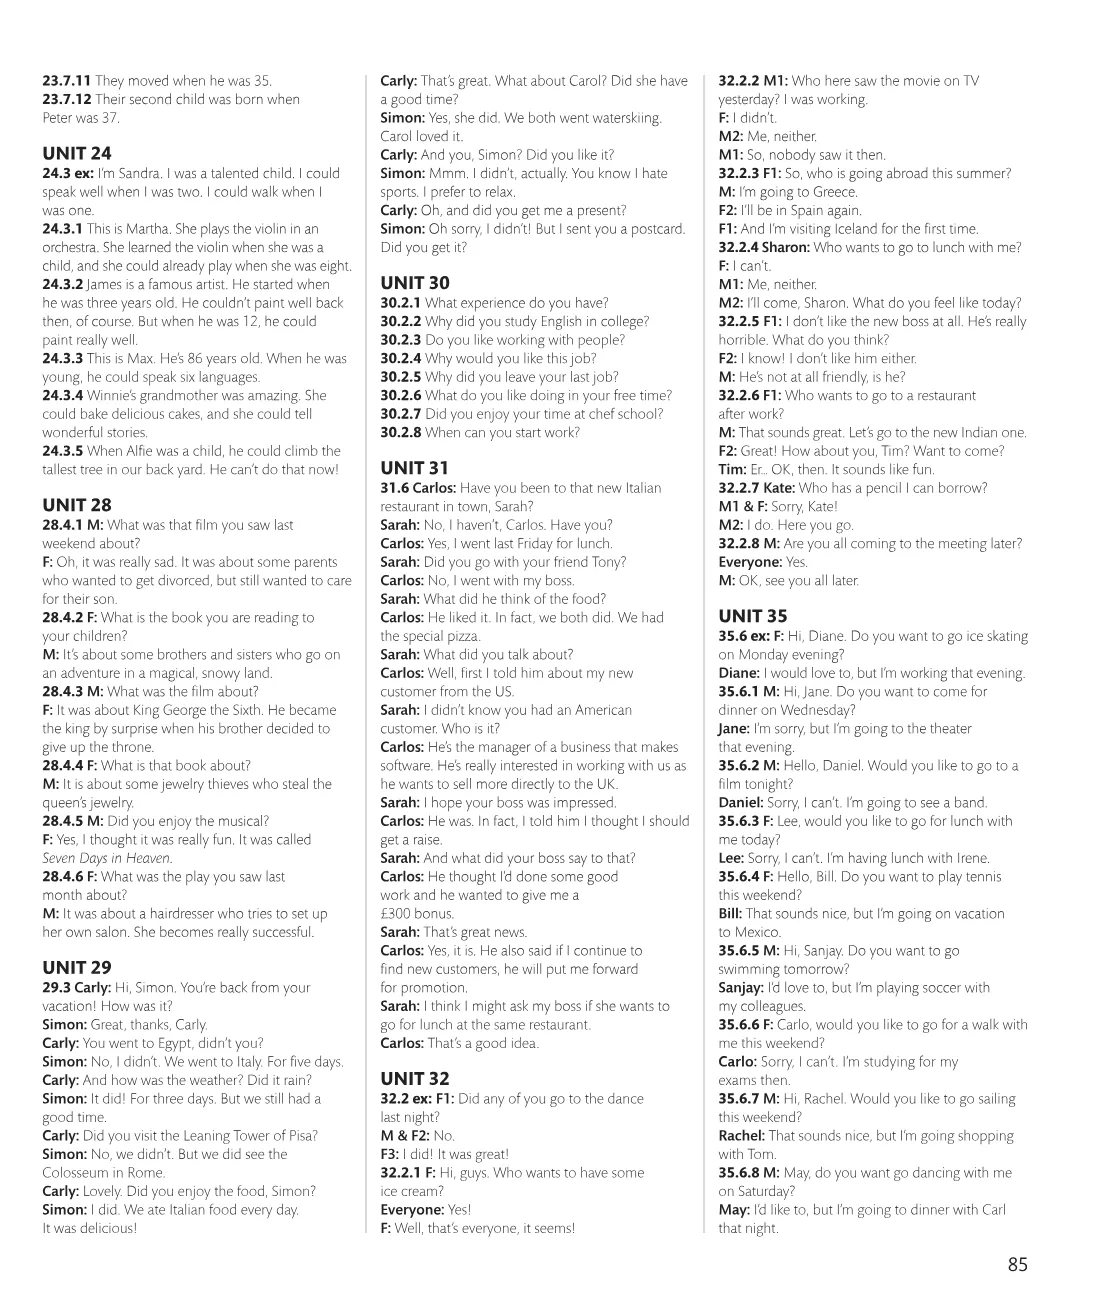 23.7.11 They moved when he was 35.
23.7.12 Their second child was born when
Peter was 37.
UNIT 24
24.3 ex: I'm Sandra. I was a talented child. I could
speak well when I was two. I could walk when I
was one.
24.3.1 This is Martha. She plays the violin in an
orchestra. She learned the violin when she was a
child, and she could already play when she was eight.
24.3.2 James is a famous artist. He started when
he was three years old. He couldn't paint well back
then, of course. But when he was 12, he could
paint really well.
24.3.3 This is Max. He's 86 years old. When he was
young, he could speak six languages.
24.3.4 Winnie's grandmother was amazing. She
could bake delicious cakes, and she could tell
wonderful stories.
24.3.5 When Alfie was a child, he could climb the
tallest tree in our back yard. He can't do that now!
UNIT 28
28.4.1 M: What was that film you saw last
weekend about?
F: Oh, it was really sad. It was about some parents
who wanted to get divorced, but still wanted to care
for their son.
28.4.2 F: What is the book you are reading to
your children?
M: It's about some brothers and sisters who go on
an adventure in a magical, snowy land.
28.4.3 M: What was the film about?
F: It was about King George the Sixth. He became
the king by surprise when his brother decided to
give up the throne.
28.4.4 F: What is that book about?
M: It is about some jewelry thieves who steal the
queen's jewelry.
28.4.5 M: Did you enjoy the musical?
F: Yes, I thought it was really fun. It was called
Seven Days in Heaven.
28.4.6 F: What was the play you saw last
month about?
M: It was about a hairdresser who tries to set up
her own salon. She becomes really successful.
UNIT 29
29.3 Carly: Hi, Simon. You're back from your
vacation! How was it?
Simon: Great, thanks, Carly.
Carly: You went to Egypt, didn't you?
Simon: No, I didn't. We went to Italy. For five days.
Carly: And how was the weather? Did it rain?
Simon: It did! For three days. But we still had a
good time.
Carly: Did you visit the Leaning Tower of Pisa?
Simon: No, we didn't. But we did see the
Colosseum in Rome.
Carly: Lovely. Did you enjoy the food, Simon?
Simon: I did. We ate Italian food every day.
It was delicious!
Carly: That's great. What about Carol? Did she have
a good time?
Simon: Yes, she did. We both went waterskiing.
Carol loved it.
Carly: And you, Simon? Did you like it?
Simon: Mmm. I didn't, actually. You know I hate
sports. I prefer to relax.
Carly: Oh, and did you get me a present?
Simon: Oh sorry, I didn't! But I sent you a postcard.
Did you get it?
UNIT 30
30.2.1 What experience do you have?
30.2.2 Why did you study English in college?
30.2.3 Do you like working with people?
30.2.4 Why would you like this job?
30.2.5 Why did you leave your last job?
30.2.6 What do you like doing in your free time?
30.2.7 Did you enjoy your time at chef school?
30.2.8 When can you start work?
UNIT 31
31.6 Carlos: Have you been to that new Italian
restaurant in town, Sarah?
Sarah: No, I haven't, Carlos. Have you?
Carlos: Yes, I went last Friday for lunch.
Sarah: Did you go with your friend Tony?
Carlos: No, I went with my boss.
Sarah: What did he think of the food?
Carlos: He liked it. In fact, we both did. We had
the special pizza.
Sarah: What did you talk about?
Carlos: Well, first I told him about my new
customer from the US.
Sarah: I didn't know you had an American
customer. Who is it?
Carlos: He's the manager of a business that makes
software. He's really interested in working with us as
he wants to sell more directly to the UK.
Sarah: I hope your boss was impressed.
Carlos: He was. In fact, I told him I thought I should
get a raise.
Sarah: And what did your boss say to that?
Carlos: He thought I'd done some good
work and he wanted to give me a
£300 bonus.
Sarah: That's great news.
Carlos: Yes, it is. He also said if I continue to
find new customers, he will put me forward
for promotion.
Sarah: I think I might ask my boss if she wants to
go for lunch at the same restaurant.
Carlos: That's a good idea.
UNIT 32
32.2 ex: F1: Did any of you go to the dance
last night?
M & F2: No.
F3: I did! It was great!
32.2.1 F: Hi, guys. Who wants to have some
ice cream?
Everyone: Yes!
F: Well, that's everyone, it seems!
32.2.2 M1: Who here saw the movie on TV
yesterday? I was working.
F: I didn't.
M2: Me, neither.
M1: So, nobody saw it then.
32.2.3 F1: So, who is going abroad this summer?
M: I'm going to Greece.
F2: I'll be in Spain again.
F1: And I'm visiting Iceland for the first time.
32.2.4 Sharon: Who wants to go to lunch with me?
F: I can't.
M1: Me, neither.
M2: I'll come, Sharon. What do you feel like today?
32.2.5 F1: I don't like the new boss at all. He's really
horrible. What do you think?
F2: I know! I don't like him either.
M: He's not at all friendly, is he?
32.2.6 F1: Who wants to go to a restaurant
after work?
M: That sounds great. Let's go to the new Indian one.
F2: Great! How about you, Tim? Want to come?
Tim: Er... OK, then. It sounds like fun.
32.2.7 Kate: Who has a pencil I can borrow?
M1 & F: Sorry, Kate!
M2: I do. Here you go.
32.2.8 M: Are you all coming to the meeting later?
Everyone: Yes.
M: OK, see you all later.
UNIT 35
35.6 ex: F: Hi, Diane. Do you want to go ice skating
on Monday evening?
Diane: I would love to, but I'm working that evening.
35.6.1 M: Hi, Jane. Do you want to come for
dinner on Wednesday?
Jane: I'm sorry, but I'm going to the theater
that evening.
35.6.2 M: Hello, Daniel. Would you like to go to a
film tonight?
Daniel: Sorry, I can't. I'm going to see a band.
35.6.3 F: Lee, would you like to go for lunch with
me today?
Lee: Sorry, I can't. I'm having lunch with Irene.
35.6.4 F: Hello, Bill. Do you want to play tennis
this weekend?
Bill: That sounds nice, but I'm going on vacation
to Mexico.
35.6.5 M: Hi, Sanjay. Do you want to go
swimming tomorrow?
Sanjay: I'd love to, but I'm playing soccer with
my colleagues.
35.6.6 F: Carlo, would you like to go for a walk with
me this weekend?
Carlo: Sorry, I can't. I'm studying for my
exams then.
35.6.7 M: Hi, Rachel. Would you like to go sailing
this weekend?
Rachel: That sounds nice, but I'm going shopping
with Tom.
35.6.8 M: May, do you want go dancing with me
on Saturday?
May: I'd like to, but I'm going to dinner with Carl
that night.
85